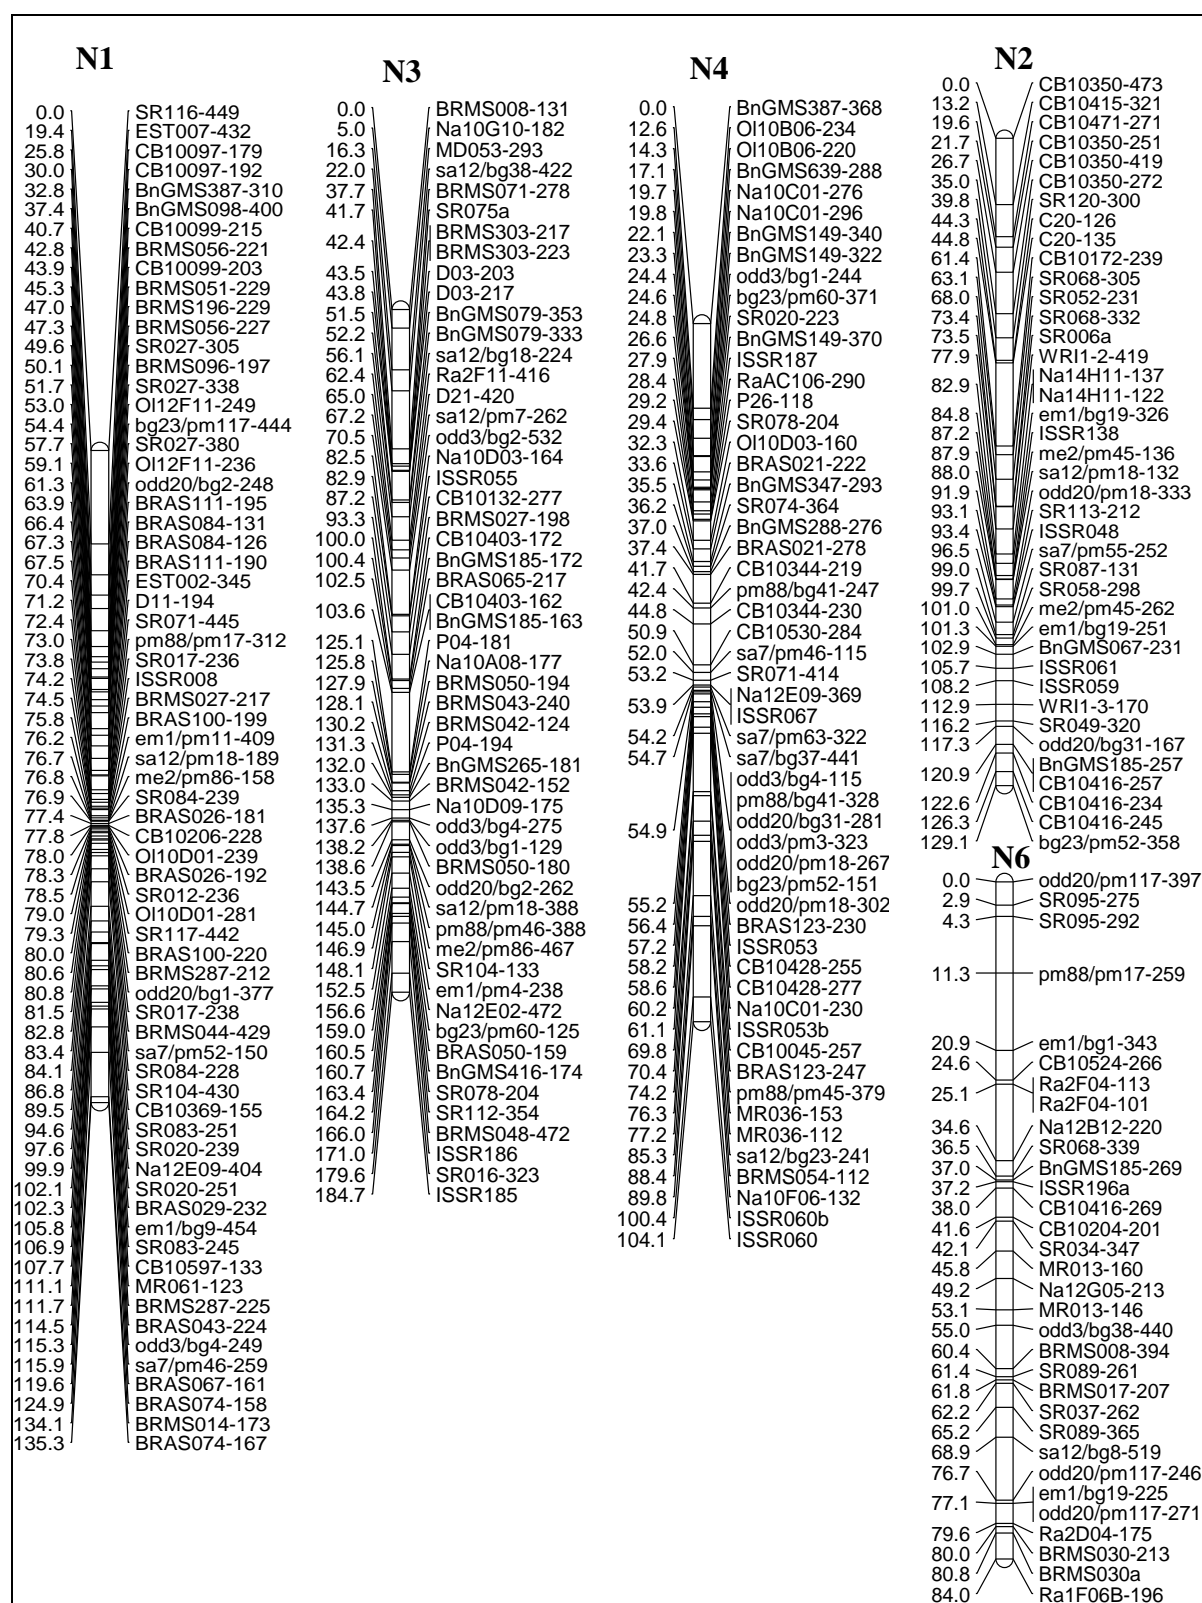 N1
0.0 SR116-449
19.4 EST007-432
25.8 CB10097-179
30.0 CB10097-192
32.8 BnGMS387-310
37.4 BnGMS098-400
40.7 CB10099-215
42.8 BRMS056-221
43.9 CB10099-203
45.3 BRMS051-229
47.0 BRMS196-229
47.3 BRMS056-227
49.6 SR027-305
50.1 BRMS096-197
51.7 SR027-338
53.0 Ol12F11-249
54.4 bg23/pm117-444
57.7 SR027-380
59.1 Ol12F11-236
61.3 odd20/bg2-248
63.9 BRAS111-195
66.4 BRAS084-131
67.3 BRAS084-126
67.5 BRAS111-190
70.4 EST002-345
71.2 D11-194
72.4 SR071-445
73.0 pm88/pm17-312
73.8 SR017-236
74.2 ISSR008
74.5 BRMS027-217
75.8 BRAS100-199
76.2 em1/pm11-409
76.7 sa12/pm18-189
76.8 me2/pm86-158
76.9 SR084-239
77.4 BRAS026-181
77.8 CB10206-228
78.0 Ol10D01-239
78.3 BRAS026-192
78.5 SR012-236
79.0 Ol10D01-281
79.3 SR117-442
80.0 BRAS100-220
80.6 BRMS287-212
80.8 odd20/bg1-377
81.5 SR017-238
82.8 BRMS044-429
83.4 sa7/pm52-150
84.1 SR084-228
86.8 SR104-430
89.5 CB10369-155
94.6 SR083-251
97.6 SR020-239
99.9 Na12E09-404
102.1 SR020-251
102.3 BRAS029-232
105.8 em1/bg9-454
106.9 SR083-245
107.7 CB10597-133
111.1 MR061-123
111.7 BRMS287-225
114.5 BRAS043-224
115.3 odd3/bg4-249
115.9 sa7/pm46-259
119.6 BRAS067-161
124.9 BRAS074-158
134.1 BRMS014-173
135.3 BRAS074-167
N3
0.0 BRMS008-131
5.0 Na10G10-182
16.3 MD053-293
22.0 sa12/bg38-422
37.7 BRMS071-278
41.7 SR075a
42.4 BRMS303-217
BRMS303-223
43.5 D03-203
43.8 D03-217
51.5 BnGMS079-353
52.2 BnGMS079-333
56.1 sa12/bg18-224
62.4 Ra2F11-416
65.0 D21-420
67.2 sa12/pm7-262
70.5 odd3/bg2-532
82.5 Na10D03-164
82.9 ISSR055
87.2 CB10132-277
93.3 BRMS027-198
100.0 CB10403-172
100.4 BnGMS185-172
102.5 BRAS065-217
103.6 CB10403-162
BnGMS185-163
125.1 P04-181
125.8 Na10A08-177
127.9 BRMS050-194
128.1 BRMS043-240
130.2 BRMS042-124
131.3 P04-194
132.0 BnGMS265-181
133.0 BRMS042-152
135.3 Na10D09-175
137.6 odd3/bg4-275
138.2 odd3/bg1-129
138.6 BRMS050-180
143.5 odd20/bg2-262
144.7 sa12/pm18-388
145.0 pm88/pm46-388
146.9 me2/pm86-467
148.1 SR104-133
152.5 em1/pm4-238
156.6 Na12E02-472
159.0 bg23/pm60-125
160.5 BRAS050-159
160.7 BnGMS416-174
163.4 SR078-204
164.2 SR112-354
166.0 BRMS048-472
171.0 ISSR186
179.6 SR016-323
184.7 ISSR185
N4
0.0 BnGMS387-368
12.6 Ol10B06-234
14.3 Ol10B06-220
17.1 BnGMS639-288
19.7 Na10C01-276
19.8 Na10C01-296
22.1 BnGMS149-340
23.3 BnGMS149-322
24.4 odd3/bg1-244
24.6 bg23/pm60-371
24.8 SR020-223
26.6 BnGMS149-370
27.9 ISSR187
28.4 RaAC106-290
29.2 P26-118
29.4 SR078-204
32.3 Ol10D03-160
33.6 BRAS021-222
35.5 BnGMS347-293
36.2 SR074-364
37.0 BnGMS288-276
37.4 BRAS021-278
41.7 CB10344-219
42.4 pm88/bg41-247
44.8 CB10344-230
50.9 CB10530-284
52.0 sa7/pm46-115
53.2 SR071-414
53.9 Na12E09-369
ISSR067
54.2 sa7/pm63-322
54.7 sa7/bg37-441
odd3/bg4-115
pm88/bg41-328
odd20/bg31-281
54.9 odd3/pm3-323
odd20/pm18-267
bg23/pm52-151
55.2 odd20/pm18-302
56.4 BRAS123-230
57.2 ISSR053
58.2 CB10428-255
58.6 CB10428-277
60.2 Na10C01-230
61.1 ISSR053b
69.8 CB10045-257
70.4 BRAS123-247
74.2 pm88/pm45-379
76.3 MR036-153
77.2 MR036-112
85.3 sa12/bg23-241
88.4 BRMS054-112
89.8 Na10F06-132
100.4 ISSR060b
104.1 ISSR060
N2
0.0 CB10350-473
13.2 CB10415-321
19.6 CB10471-271
21.7 CB10350-251
26.7 CB10350-419
35.0 CB10350-272
39.8 SR120-300
44.3 C20-126
44.8 C20-135
61.4 CB10172-239
63.1 SR068-305
68.0 SR052-231
73.4 SR068-332
73.5 SR006a
77.9 WRI1-2-419
82.9 Na14H11-137
Na14H11-122
84.8 em1/bg19-326
87.2 ISSR138
87.9 me2/pm45-136
88.0 sa12/pm18-132
91.9 odd20/pm18-333
93.1 SR113-212
93.4 ISSR048
96.5 sa7/pm55-252
99.0 SR087-131
99.7 SR058-298
101.0 me2/pm45-262
101.3 em1/bg19-251
102.9 BnGMS067-231
105.7 ISSR061
108.2 ISSR059
112.9 WRI1-3-170
116.2 SR049-320
117.3 odd20/bg31-167
120.9 BnGMS185-257
CB10416-257
122.6 CB10416-234
126.3 CB10416-245
129.1 bg23/pm52-358
N6
0.0 odd20/pm117-397
2.9 SR095-275
4.3 SR095-292
11.3 pm88/pm17-259
20.9 em1/bg1-343
24.6 CB10524-266
25.1 Ra2F04-113
Ra2F04-101
34.6 Na12B12-220
36.5 SR068-339
37.0 BnGMS185-269
37.2 ISSR196a
38.0 CB10416-269
41.6 CB10204-201
42.1 SR034-347
45.8 MR013-160
49.2 Na12G05-213
53.1 MR013-146
55.0 odd3/bg38-440
60.4 BRMS008-394
61.4 SR089-261
61.8 BRMS017-207
62.2 SR037-262
65.2 SR089-365
68.9 sa12/bg8-519
76.7 odd20/pm117-246
77.1 em1/bg19-225
odd20/pm117-271
79.6 Ra2D04-175
80.0 BRMS030-213
80.8 BRMS030a
84.0 Ra1F06B-196